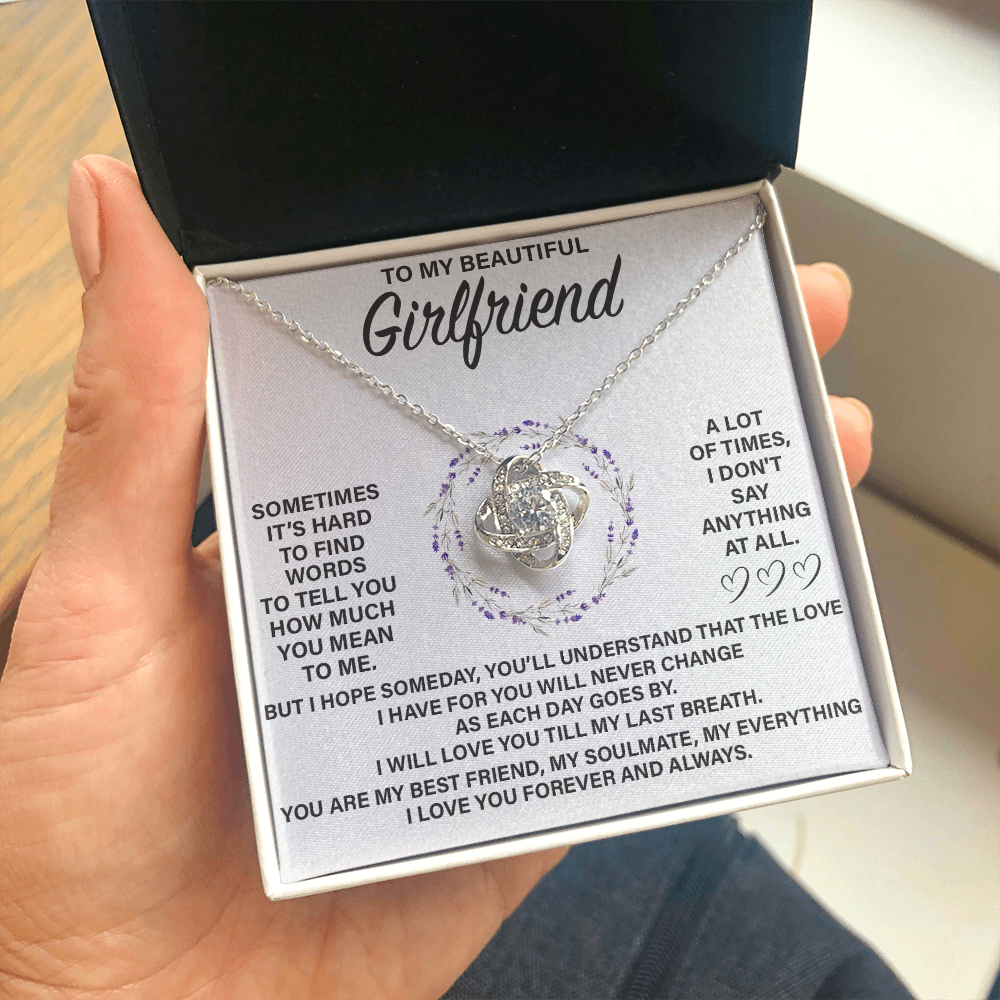 TO MY BEAUTIFUL
Girlfriend
SOMETIMES
IT'S HARD
TO FIND
WORDS
TO TELL YOU
HOW MUCH
YOU MEAN
TO ME.
A LOT
OF TIMES,
I DON'T
SAY
ANYTHING
AT ALL.
BUT I HOPE SOMEDAY, YOU'LL UNDERSTAND THAT THE LOVE
I HAVE FOR YOU WILL NEVER CHANGE
AS EACH DAY GOES BY.
I WILL LOVE YOU TILL MY LAST BREATH.
YOU ARE MY BEST FRIEND, MY SOULMATE, MY EVERYTHING
I LOVE YOU FOREVER AND ALWAYS.